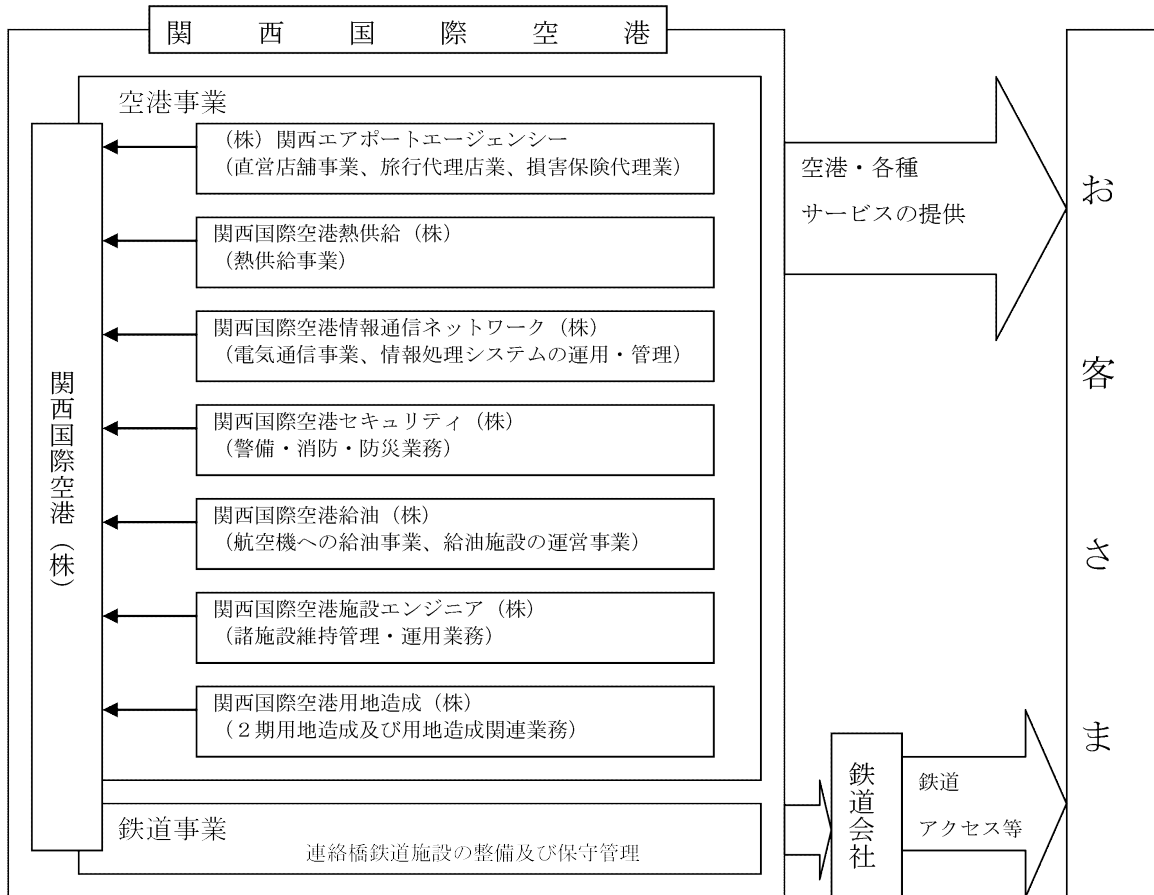 関西国際空港
空港事業
(株)関西エアポートエージェンシー
(直営店舗事業、旅行代理店業、損害保険代理業)
関西国際空港熱供給(株)
(熱供給事業)
関西国際空港情報通信ネットワーク(株)
(電気通信事業、情報処理システムの運用・管理)
関西国際空港セキュリティ(株)
(警備・消防・防災業務)
関西国際空港給油(株)
(航空機への給油事業、給油施設の運営事業)
関西国際空港施設エンジニア(株)
(諸施設維持管理・運用業務)
関西国際空港用地造成(株)
(2期用地造成及び用地造成関連業務)
関西国際空港(株)
鉄道事業
連絡橋鉄道施設の整備及び保守管理
空港・各種
サービスの提供
鉄道会社
鉄道
アクセス等
お客さま